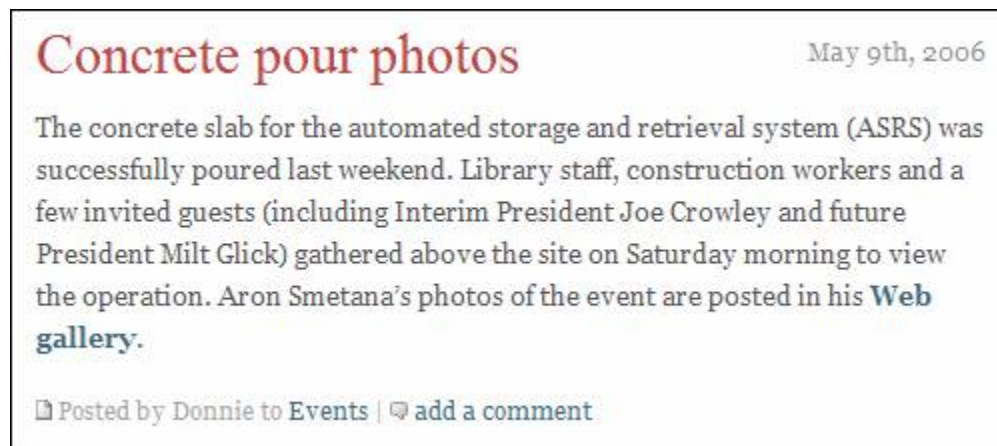 Concrete pour photos
May 9th, 2006
The concrete slab for the automated storage and retrieval system (ASRS) was
successfully poured last weekend. Library staff, construction workers and a
few invited guests (including Interim President Joe Crowley and future
President Milt Glick) gathered above the site on Saturday morning to view
the operation. Aron Smetana’s photos of the event are posted in his Web
gallery.
Posted by Donnie to Events | add a comment